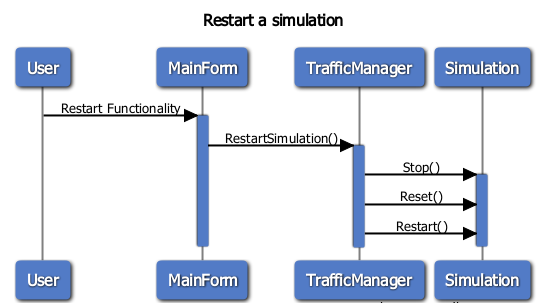 Restart a simulation
User MainForm TrafficManager Simulation
Restart Functionality
RestartSimulation()
Stop()
Reset()
Restart()
User MainForm TrafficManager Simulation